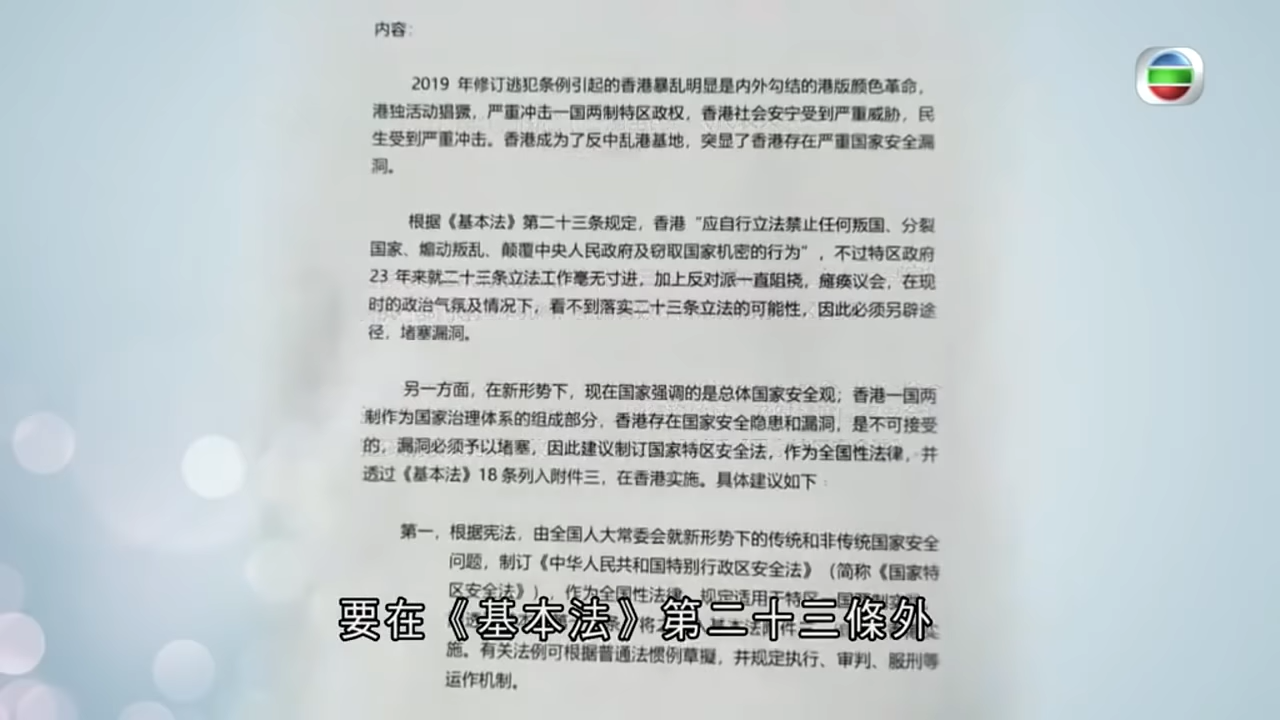 内容：
2019 年修订逃犯条例引起的香港暴乱明显是内外勾结的港版颜色革命，
港独活动猖獗，严重冲击一国两制特区政权，香港社会安宁受到严重威胁，民
生受到严重冲击。香港成为了反中乱港基地，突显了香港存在严重国家安全漏
洞。
根据《基本法》第二十三条规定，香港“应自行立法禁止任何叛国、分裂
国家、煽动叛乱、颠覆中央人民政府及窃取国家机密的行为”，不过特区政府
23 年来就二十三条立法工作毫无寸进，加上反对派一直阻挠，瘫痪议会，在现
时的政治气氛及情况下，看不到落实二十三条立法的可能性，因此必须另辟途
径，堵塞漏洞。
另一方面，在新形势下，现在国家强调的是总体国家安全观；香港一国两
制作为国家治理体系的组成部分，香港存在国家安全隐患和漏洞，是不可接受
的，漏洞必须予以堵塞，因此建议制订国家特区安全法，作为全国性法律，并
透过《基本法》18 条列入附件三，在香港实施。具体建议如下：
第一，根据宪法，由全国人大常委会就新形势下的传统和非传统国家安全
问题，制订《中华人民共和国特别行政区安全法》（简称《国家特
区安全法》），作为全国性法律，规定适用于特区
施。有关法例可根据普通法惯例草擬，并规定执行、审判、服刑等
运作机制。
要在《基本法》第二十三條外